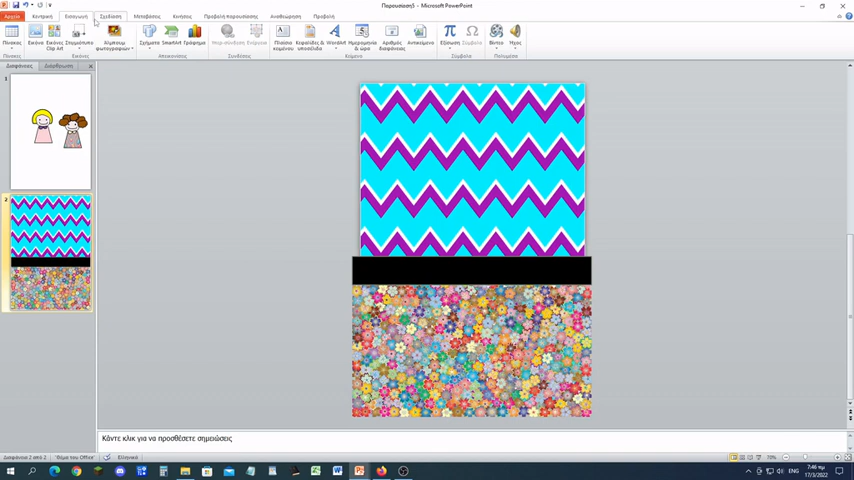 Παρουσίαση5 - Microsoft PowerPoint
Αρχείο Κεντρική Εισαγωγή Σχεδίαση Μεταβάσεις Κινήσεις Προβολή παρουσίασης Αναθεώρηση Προβολή
Πίνακας Εικόνα Εικόνες Clip Art Στιγμιότυπο Άλμπουμ φωτογραφιών Σχήματα SmartArt Γράφημα Υπερ-σύνδεση Ενέργεια Πλαίσιο κειμένου Κεφαλίδες & υποσέλιδα WordArt Ημερομηνία & ώρα Αριθμός διαφάνειας Αντικείμενο Εξίσωση Σύμβολο Βίντεο Ήχος
Πίνακες Εικόνες Απεικονίσεις Συνδέσεις Κείμενο Σύμβολα Πολυμέσα
Διαφάνειες Διάρθρωση
1
2
Κάντε κλικ για να προσθέσετε σημειώσεις
Διαφάνεια 2 από 2 "Θέμα του Office" Ελληνικά 70%
ENG 7:46 πμ
17/3/2022